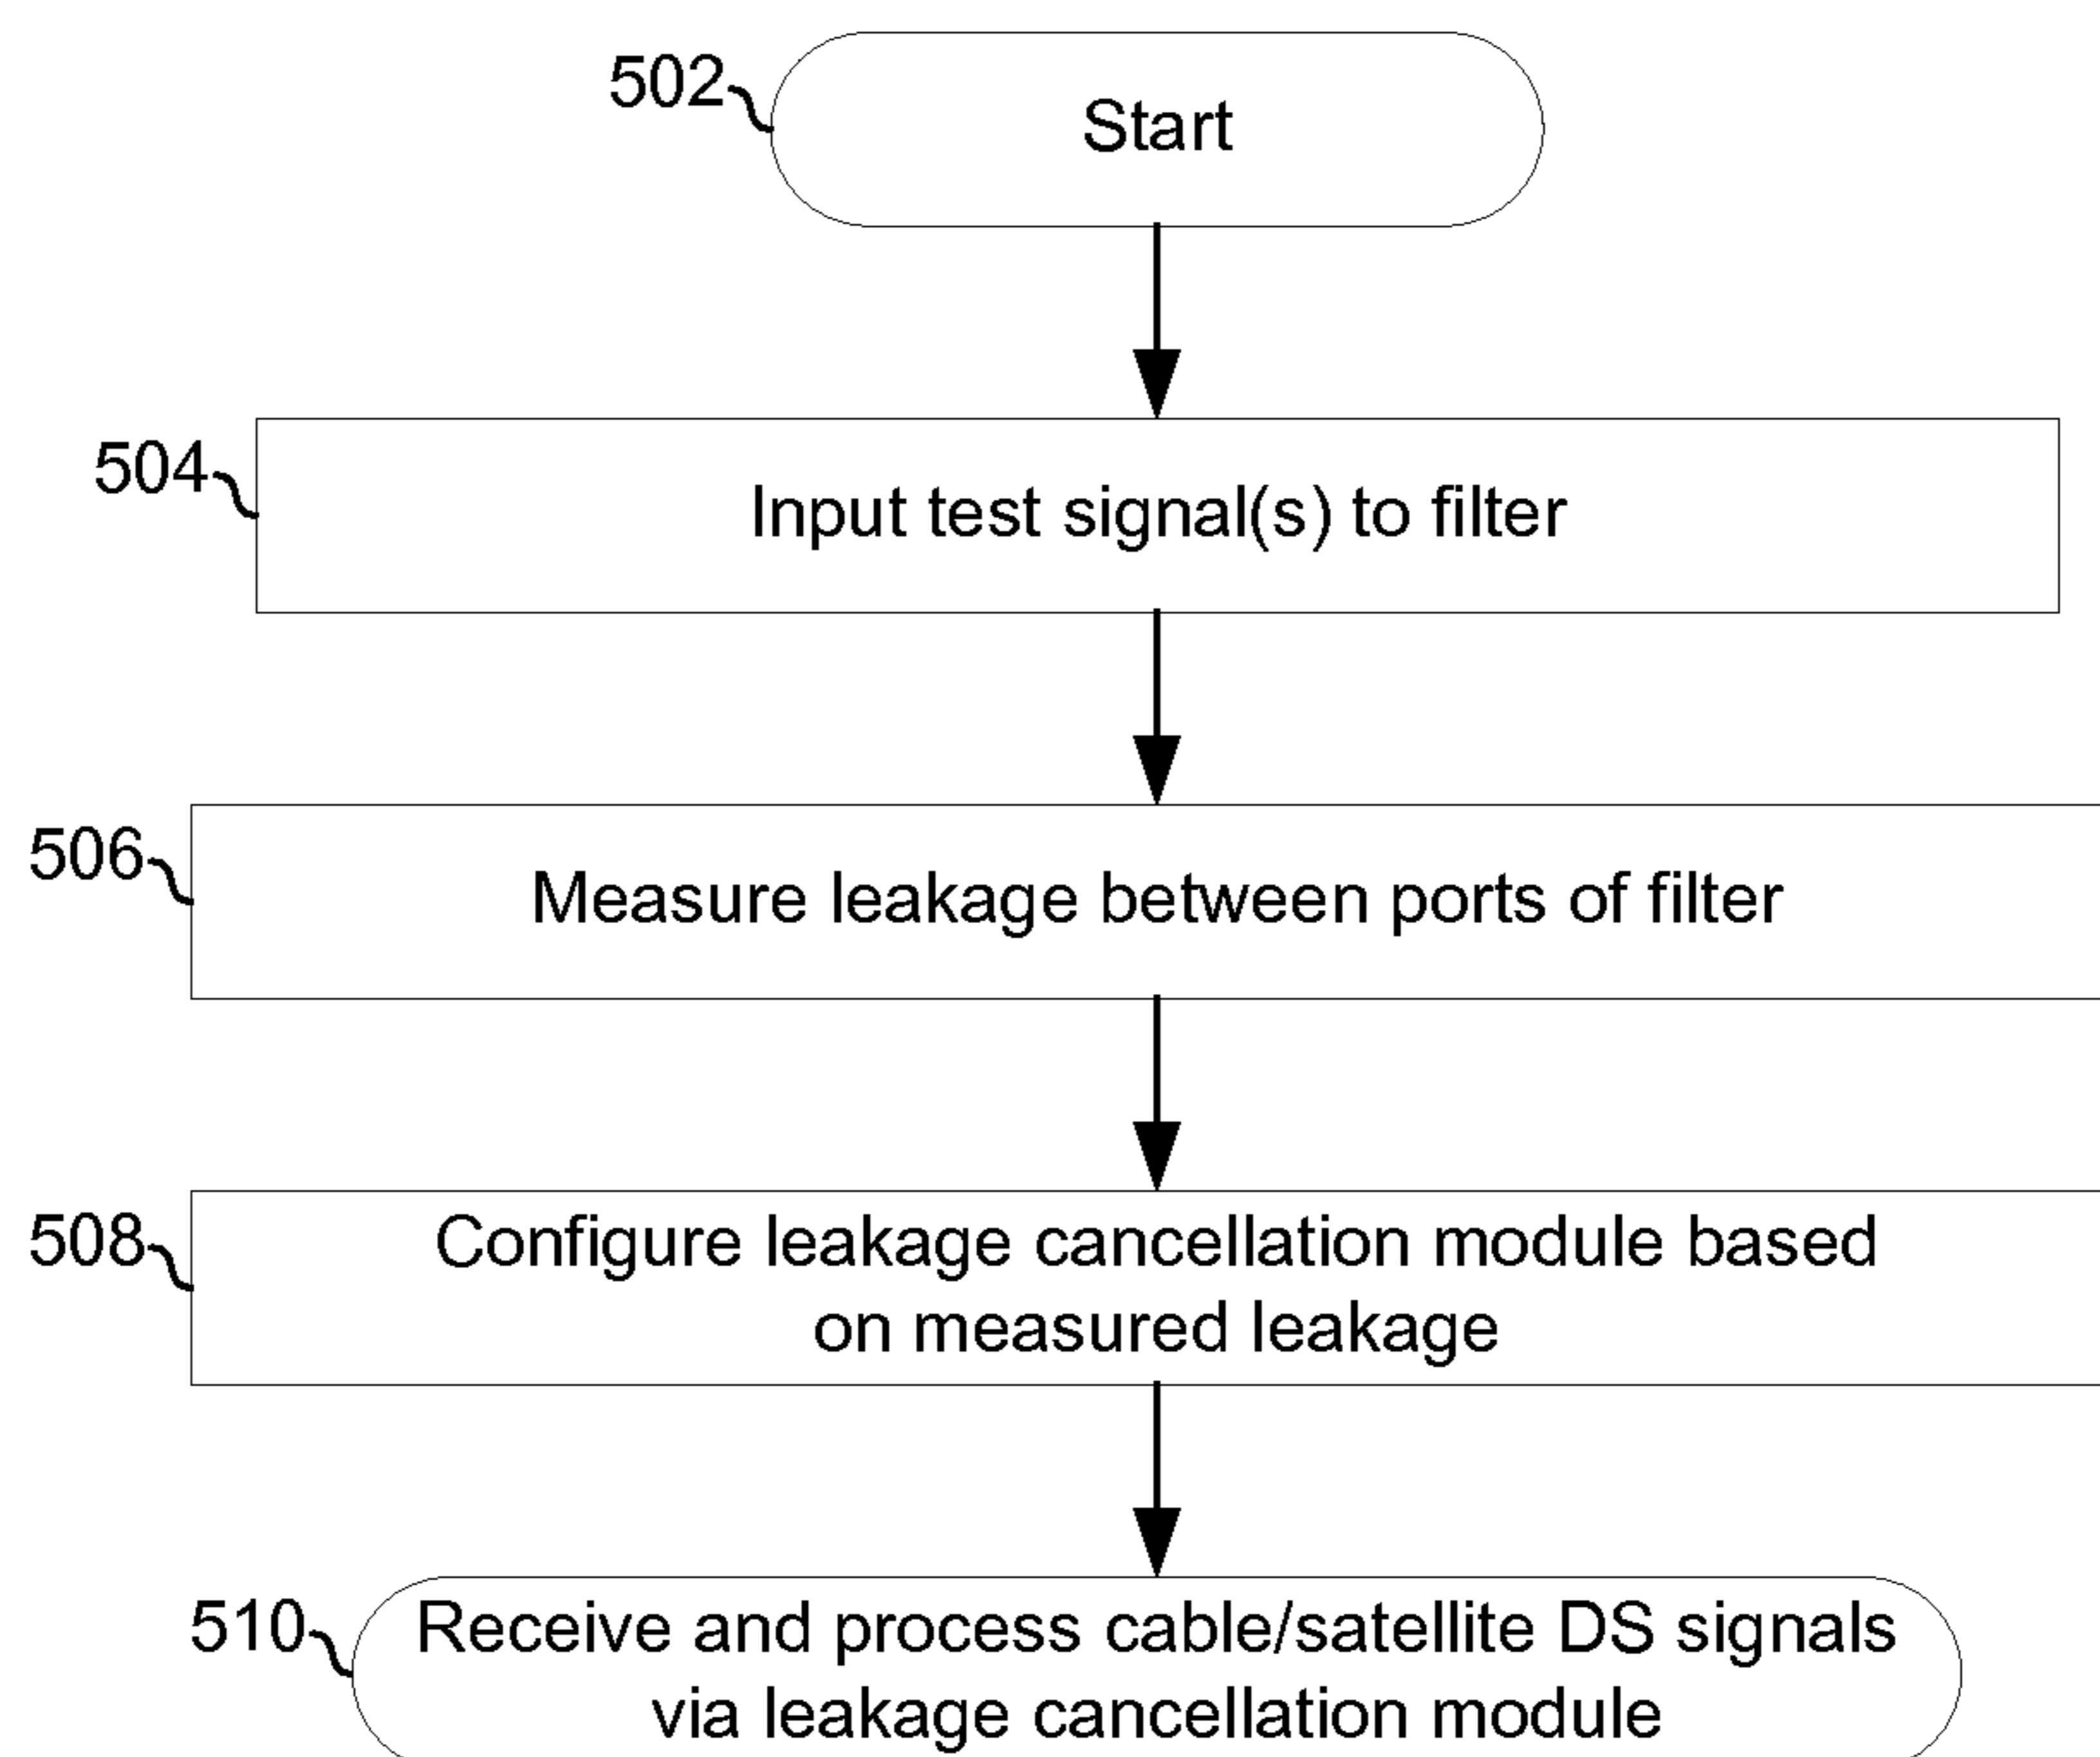 502
Start
504
Input test signal(s) to filter
506
Measure leakage between ports of filter
508
Configure leakage cancellation module based
on measured leakage
510
Receive and process cable/satellite DS signals
via leakage cancellation module